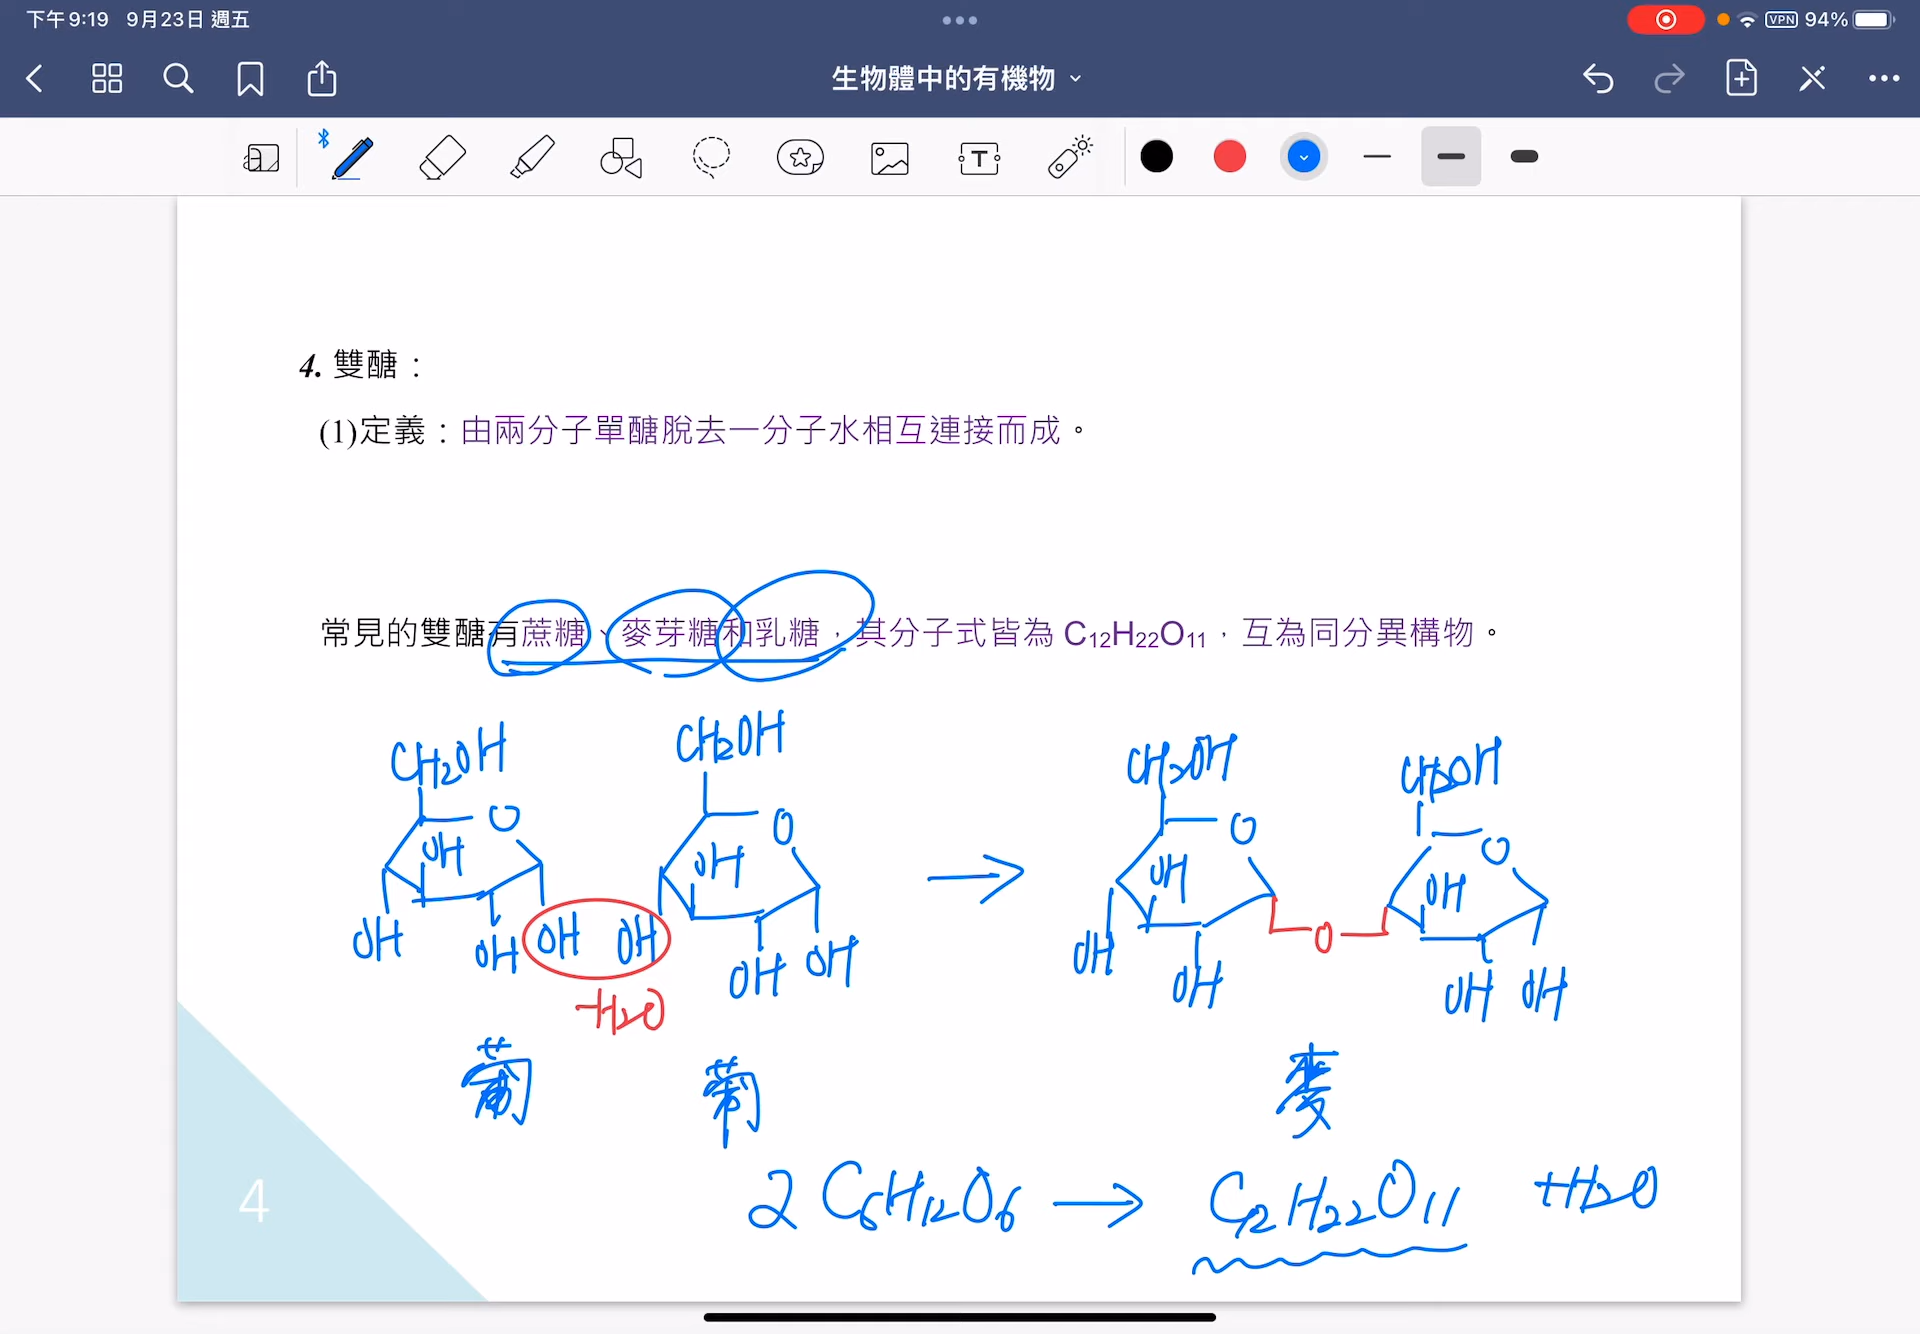 下午9:19 9月23日 週五
VPN 94%
生物體中的有機物
4. 雙醣：
(1)定義：由兩分子單醣脫去一分子水相互連接而成。
常見的雙醣有蔗糖、麥芽糖和乳糖，其分子式皆為 C₁₂H₂₂O₁₁，互為同分異構物。
CH₂OH CH₂OH CH₂OH CH₂OH
O O O O
OH OH OH OH
OH OH OH OH OH OH → OH OH O OH OH
-H₂O
葡 葡 麥
2 C₆H₁₂O₆ → C₁₂H₂₂O₁₁ +H₂O
4